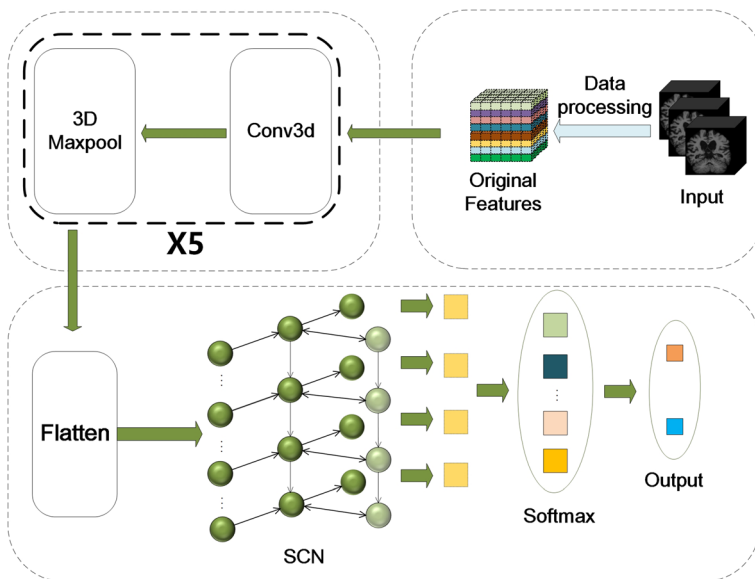 3D
Maxpool
Conv3d
X5
Data
processing
Original
Features
Input
Flatten
SCN
Softmax
Output